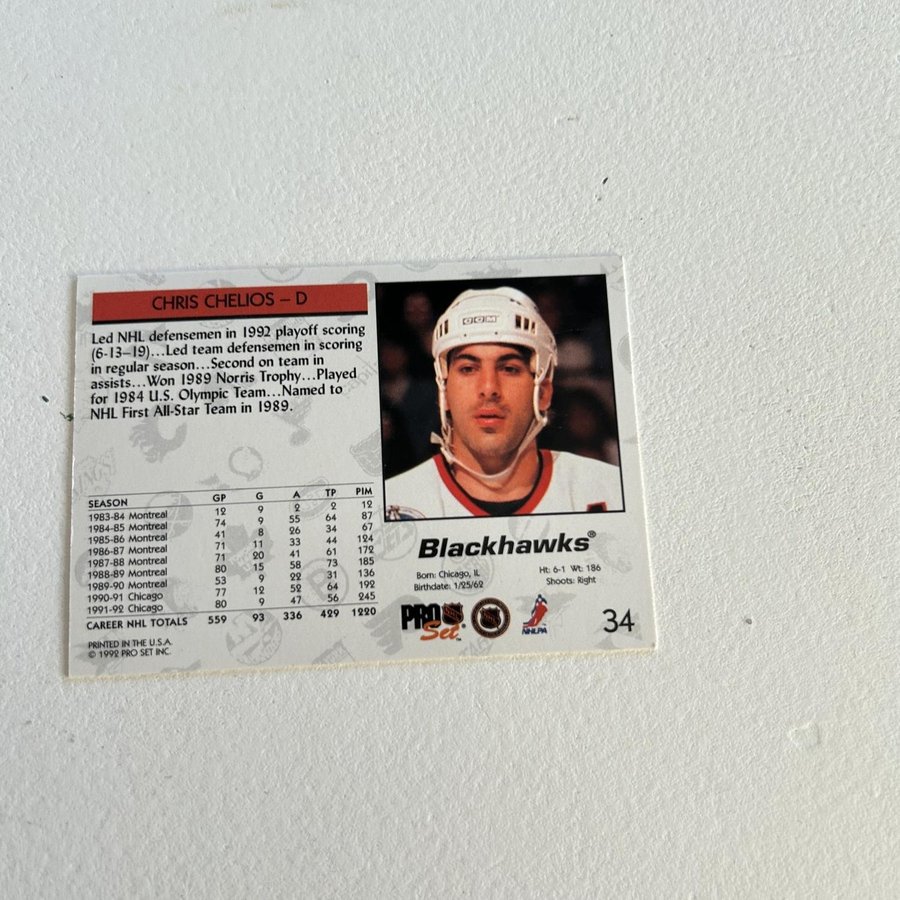 CHRIS CHELIOS – D
Led NHL defensemen in 1992 playoff scoring
(6-13–19)...Led team defensemen in scoring
in regular season...Second on team in
assists...Won 1989 Norris Trophy...Played
for 1984 U.S. Olympic Team...Named to
NHL First All-Star Team in 1989.
SEASON GP G A TP PIM
1983-84 Montreal 12 0 2 2 12
1984-85 Montreal 74 9 55 64 87
1985-86 Montreal 41 8 26 34 67
1986-87 Montreal 71 11 33 44 124
1987-88 Montreal 71 20 41 61 172
1988-89 Montreal 80 15 58 73 185
1989-90 Montreal 53 9 22 31 136
1990-91 Chicago 77 12 52 64 192
1991-92 Chicago 80 9 47 56 245
CAREER NHL TOTALS 559 93 336 429 1220
PRINTED IN THE U.S.A.
© 1992 PRO SET INC.
CCM
Blackhawks®
Born: Chicago, IL Ht: 6-1 Wt: 186
Birthdate: 1/25/62 Shoots: Right
PRO Set™
NHLPA
34